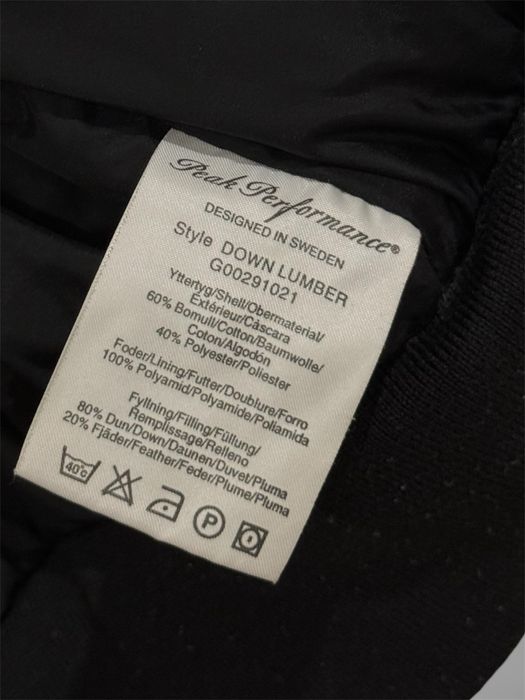 Peak Performance®
DESIGNED IN SWEDEN
Style DOWN LUMBER
G00291021
Yttertyg/Shell/Obermaterial/
Extérieur/Càscara
60% Bomull/Cotton/Baumwolle/
Coton/Algodón
40% Polyester/Poliester
Foder/Lining/Futter/Doublure/Forro
100% Polyamid/Polyamide/Poliamida
Fyllning/Filling/Füllung/
Remplissage/Relleno
80% Dun/Down/Daunen/Duvet/Pluma
20% Fjäder/Feather/Feder/Plume/Pluma
40°C P